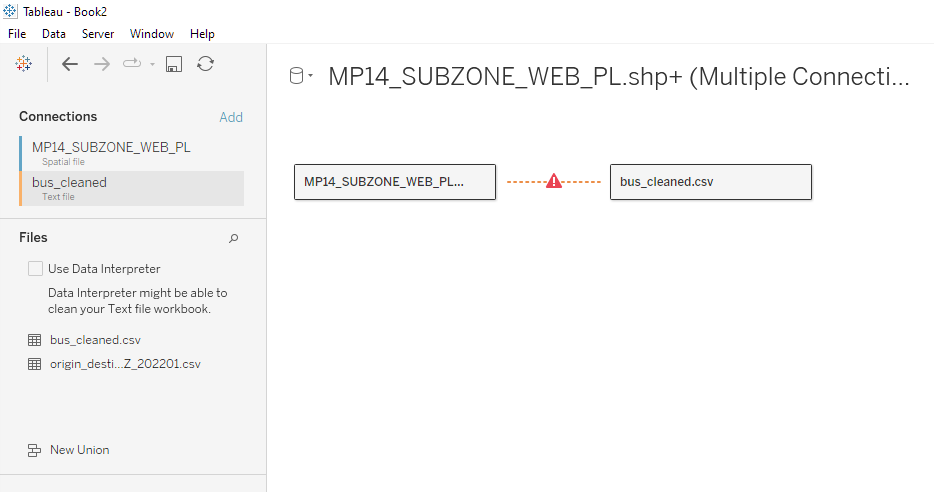 Tableau - Book2
File Data Server Window Help
MP14_SUBZONE_WEB_PL.shp+ (Multiple Connecti...
Connections Add
MP14_SUBZONE_WEB_PL
Spatial file
bus_cleaned
Text file
MP14_SUBZONE_WEB_PL...
bus_cleaned.csv
Files
Use Data Interpreter
Data Interpreter might be able to
clean your Text file workbook.
bus_cleaned.csv
origin_desti...Z_202201.csv
New Union